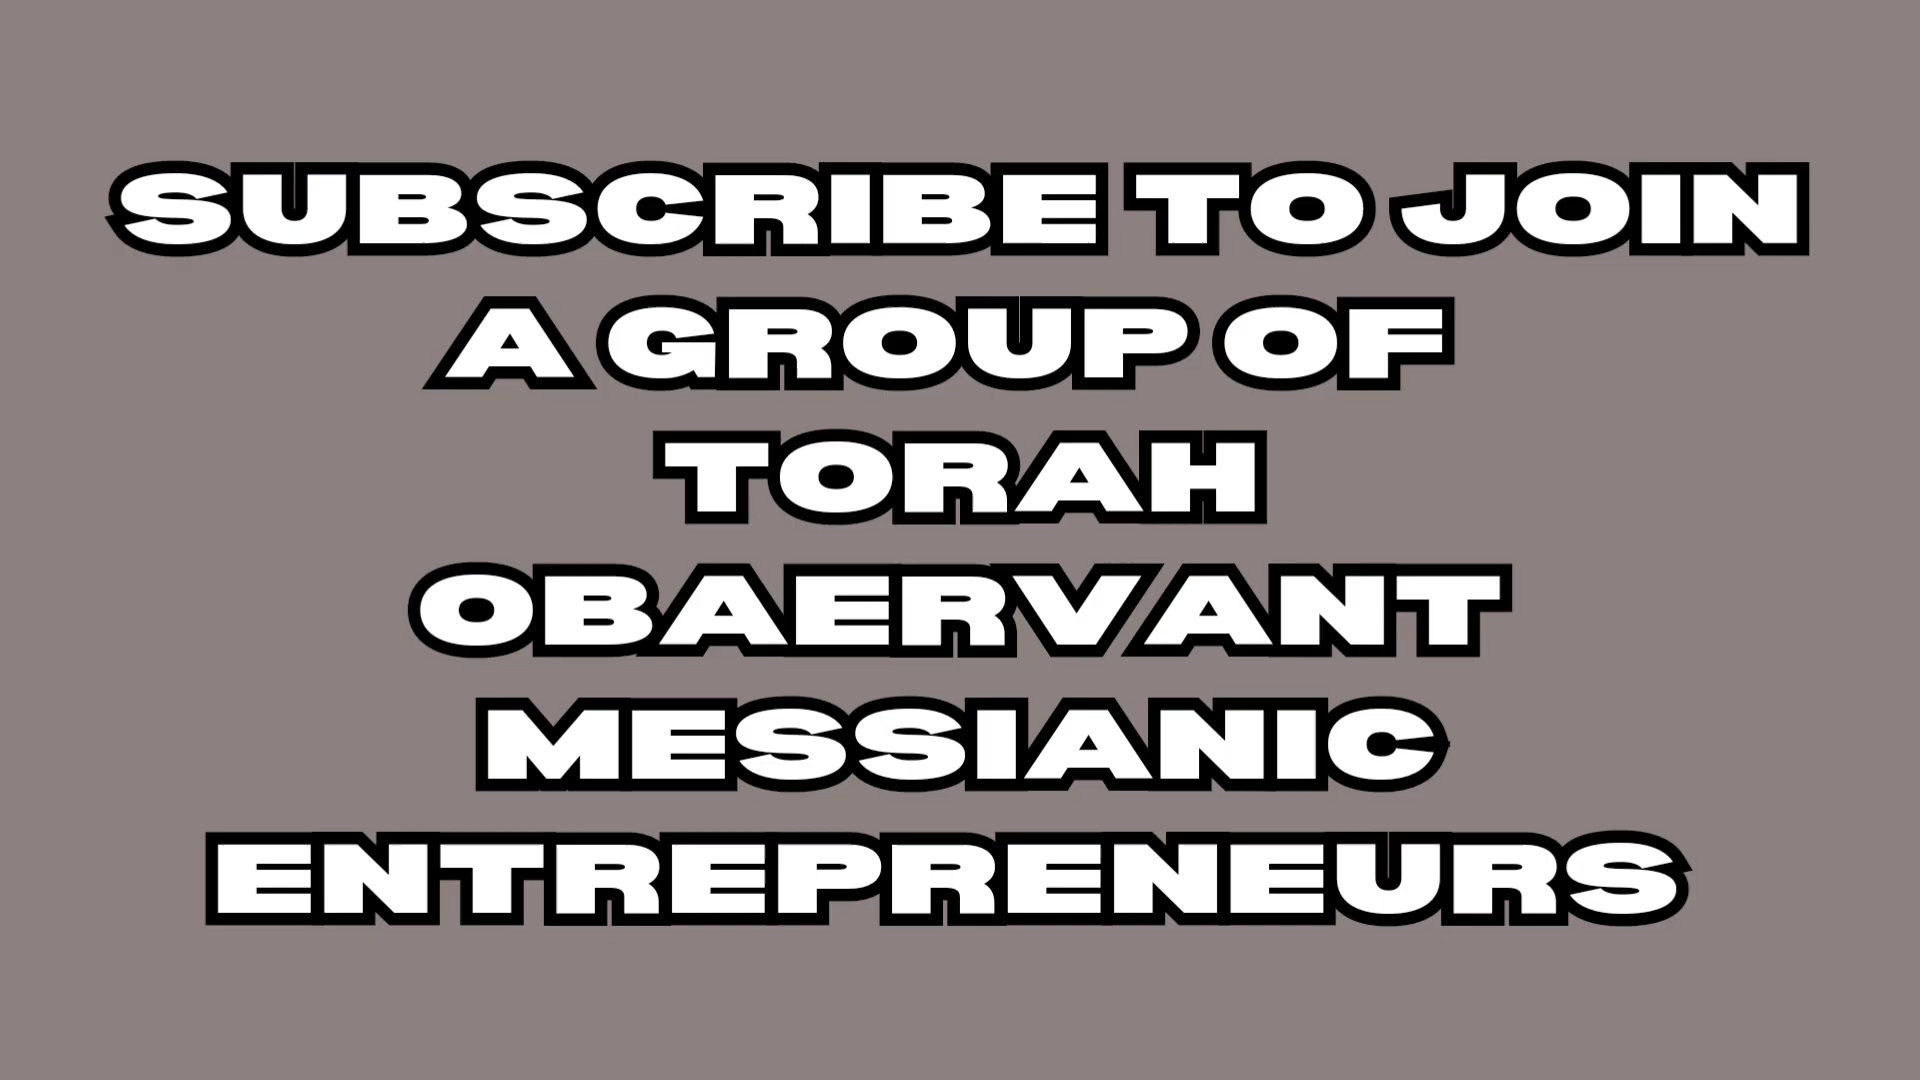 SUBSCRIBE TO JOIN
A GROUP OF
TORAH
OBAERVANT
MESSIANIC
ENTREPRENEURS